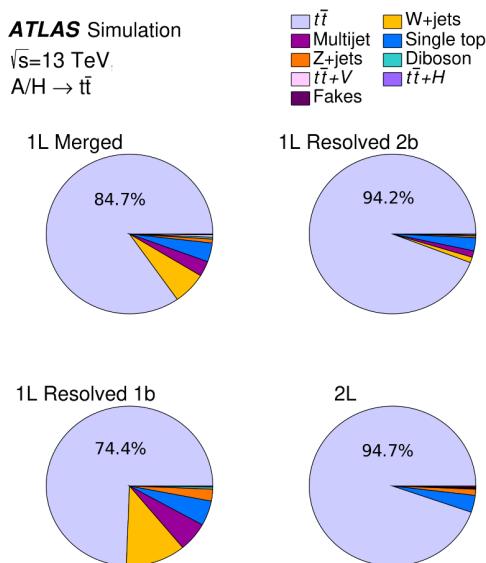 ATLAS Simulation
√s=13 TeV
A/H → tt̄
tt̄
W+jets
Multijet
Single top
Z+jets
Diboson
tt̄+V
tt̄+H
Fakes
1L Merged
1L Resolved 2b
84.7%
94.2%
1L Resolved 1b
2L
74.4%
94.7%